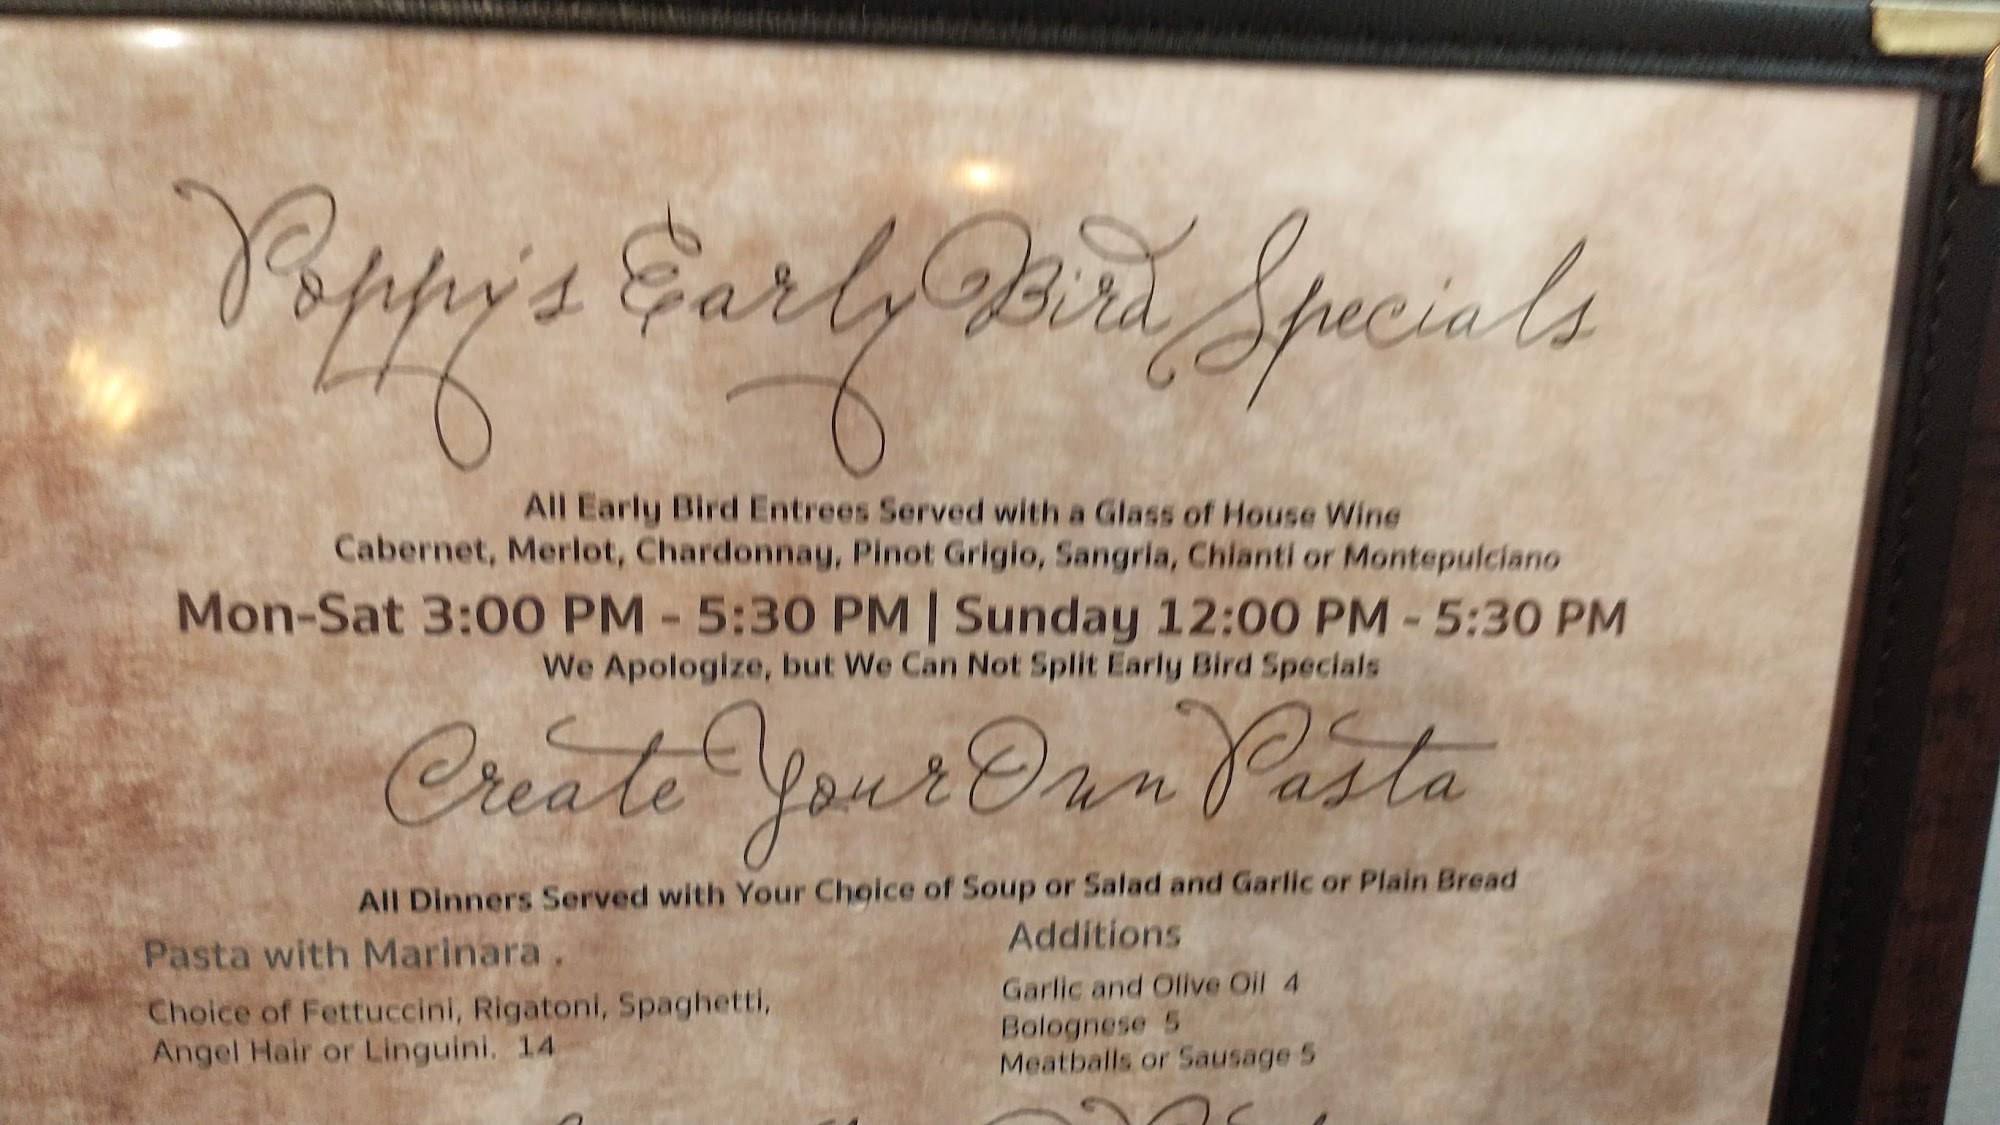 Poppy's Early Bird Specials
All Early Bird Entrees Served with a Glass of House Wine
Cabernet, Merlot, Chardonnay, Pinot Grigio, Sangria, Chianti or Montepulciano
Mon-Sat 3:00 PM - 5:30 PM | Sunday 12:00 PM - 5:30 PM
We Apologize, but We Can Not Split Early Bird Specials
Create Your Own Pasta
All Dinners Served with Your Choice of Soup or Salad and Garlic or Plain Bread
Pasta with Marinara .
Choice of Fettuccini, Rigatoni, Spaghetti,
Angel Hair or Linguini. 14
Additions
Garlic and Olive Oil 4
Bolognese 5
Meatballs or Sausage 5